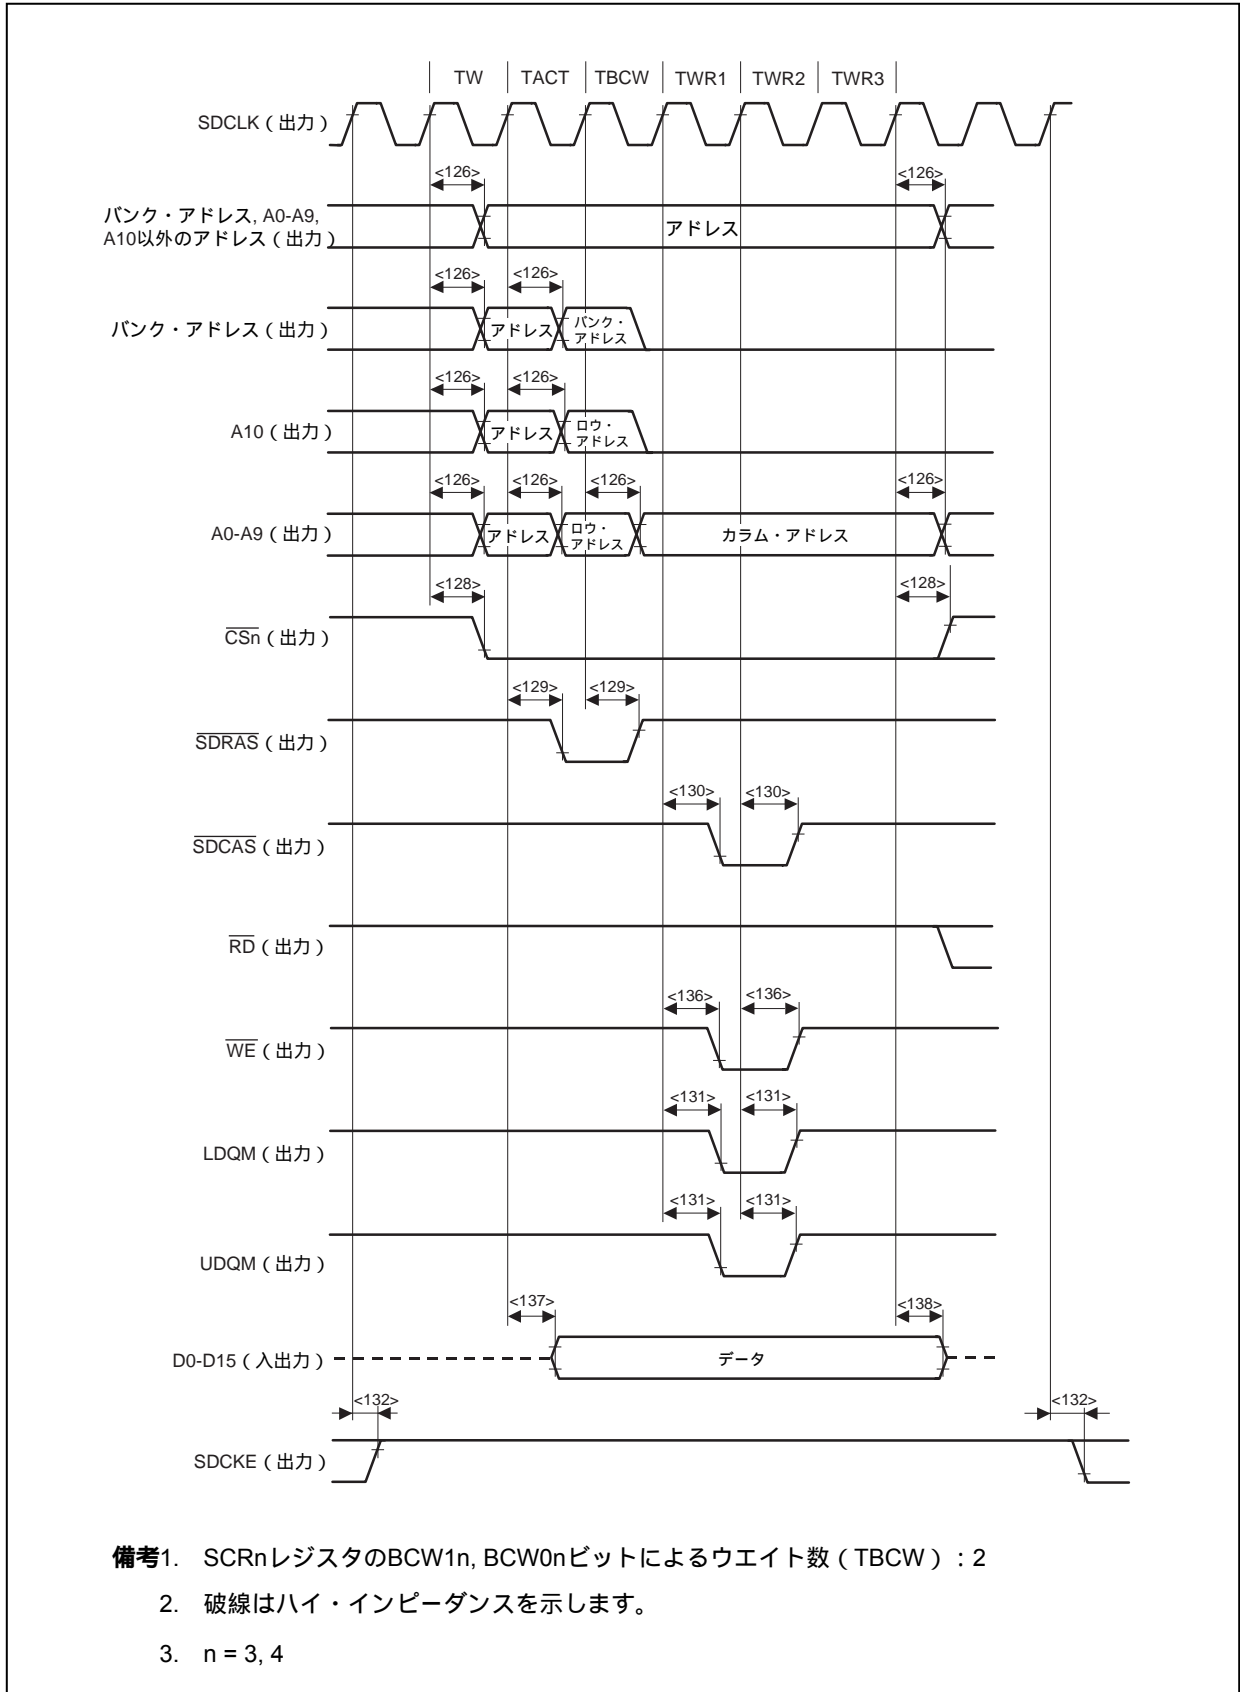 TW TACT TBCW TWR1 TWR2 TWR3
SDCLK（出力）
<126> <126>
バンク・アドレス, A0-A9,
A10以外のアドレス（出力）
アドレス
<126> <126>
バンク・アドレス（出力）
アドレス
バンク・
アドレス
<126> <126>
A10（出力）
アドレス
ロウ・
アドレス
<126> <126> <126> <126>
A0-A9（出力）
アドレス
ロウ・
アドレス
カラム・アドレス
<128> <128>
CSn（出力）
<129> <129>
SDRAS（出力）
<130> <130>
SDCAS（出力）
RD（出力）
<136> <136>
WE（出力）
<131> <131>
LDQM（出力）
<131> <131>
UDQM（出力）
<137> <138>
D0-D15（入出力）
データ
<132> <132>
SDCKE（出力）
備考1. SCRnレジスタのBCW1n, BCW0nビットによるウエイト数（TBCW）：2
2. 破線はハイ・インピーダンスを示します。
3. n = 3, 4